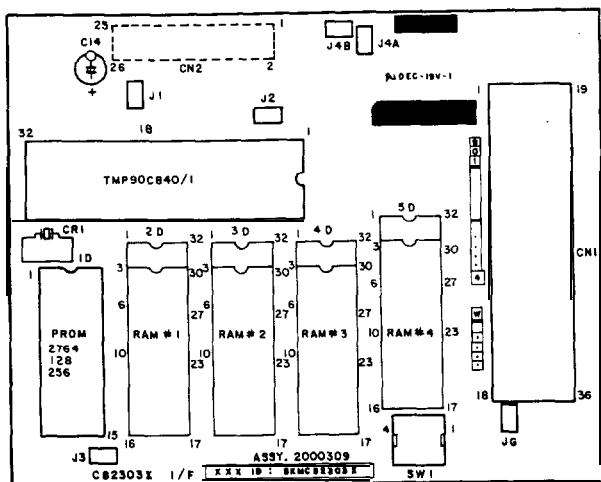 25 1
C14
26 CN2 2
J4B J4A
J1
J2
1 19
32 18 1
TMP90C840/1
CR1
1D
1
PROM
2764
128
256
15
J3
2D
32
3 30
6 27
RAM#1
10 23
16 17
3D
32
3 30
6 27
RAM#2
10 23
17
4D
32
3 30
6 27
RAM#3
10 23
17
5D
1 32
3 30
6 27
RAM#4
10 23
16 17
4 1
SW1
9
0
1
4
W
CN1
18 36
JG
ASSY. 2000309
CB2303X I/F